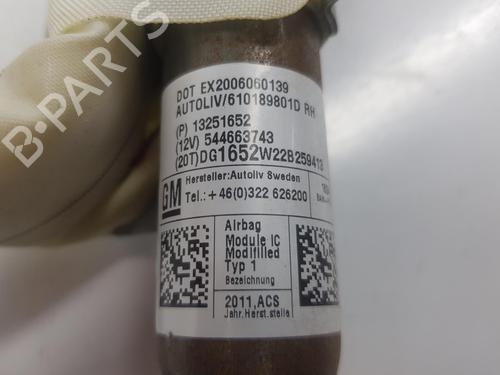 DOT EX2006060139
AUTOLIV/610189801D RH
(P) 13251652
(12V) 544663743
(20T)DG1652W22B259413
GM
Hersteller:Autoliv Sweden
Tel.:+46(0)322 626200
Airbag
Module IC
Modifilled
Typ 1
Bezeichnung
2011,ACS
Jahr,Herst.stelle
B-PARTS